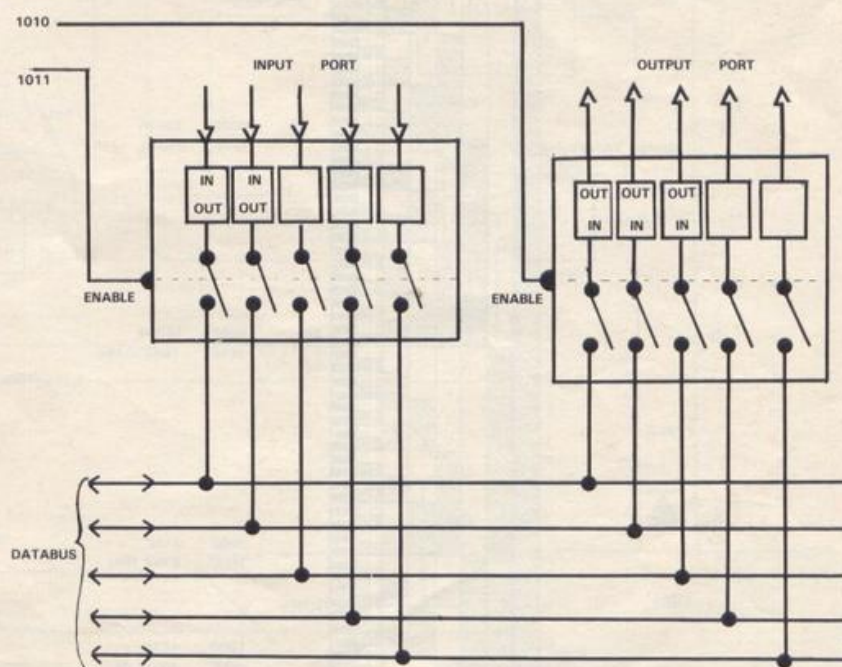 1010
1011
INPUT PORT
OUTPUT PORT
IN
OUT
IN
OUT
OUT
IN
OUT
IN
OUT
IN
ENABLE
ENABLE
DATABUS